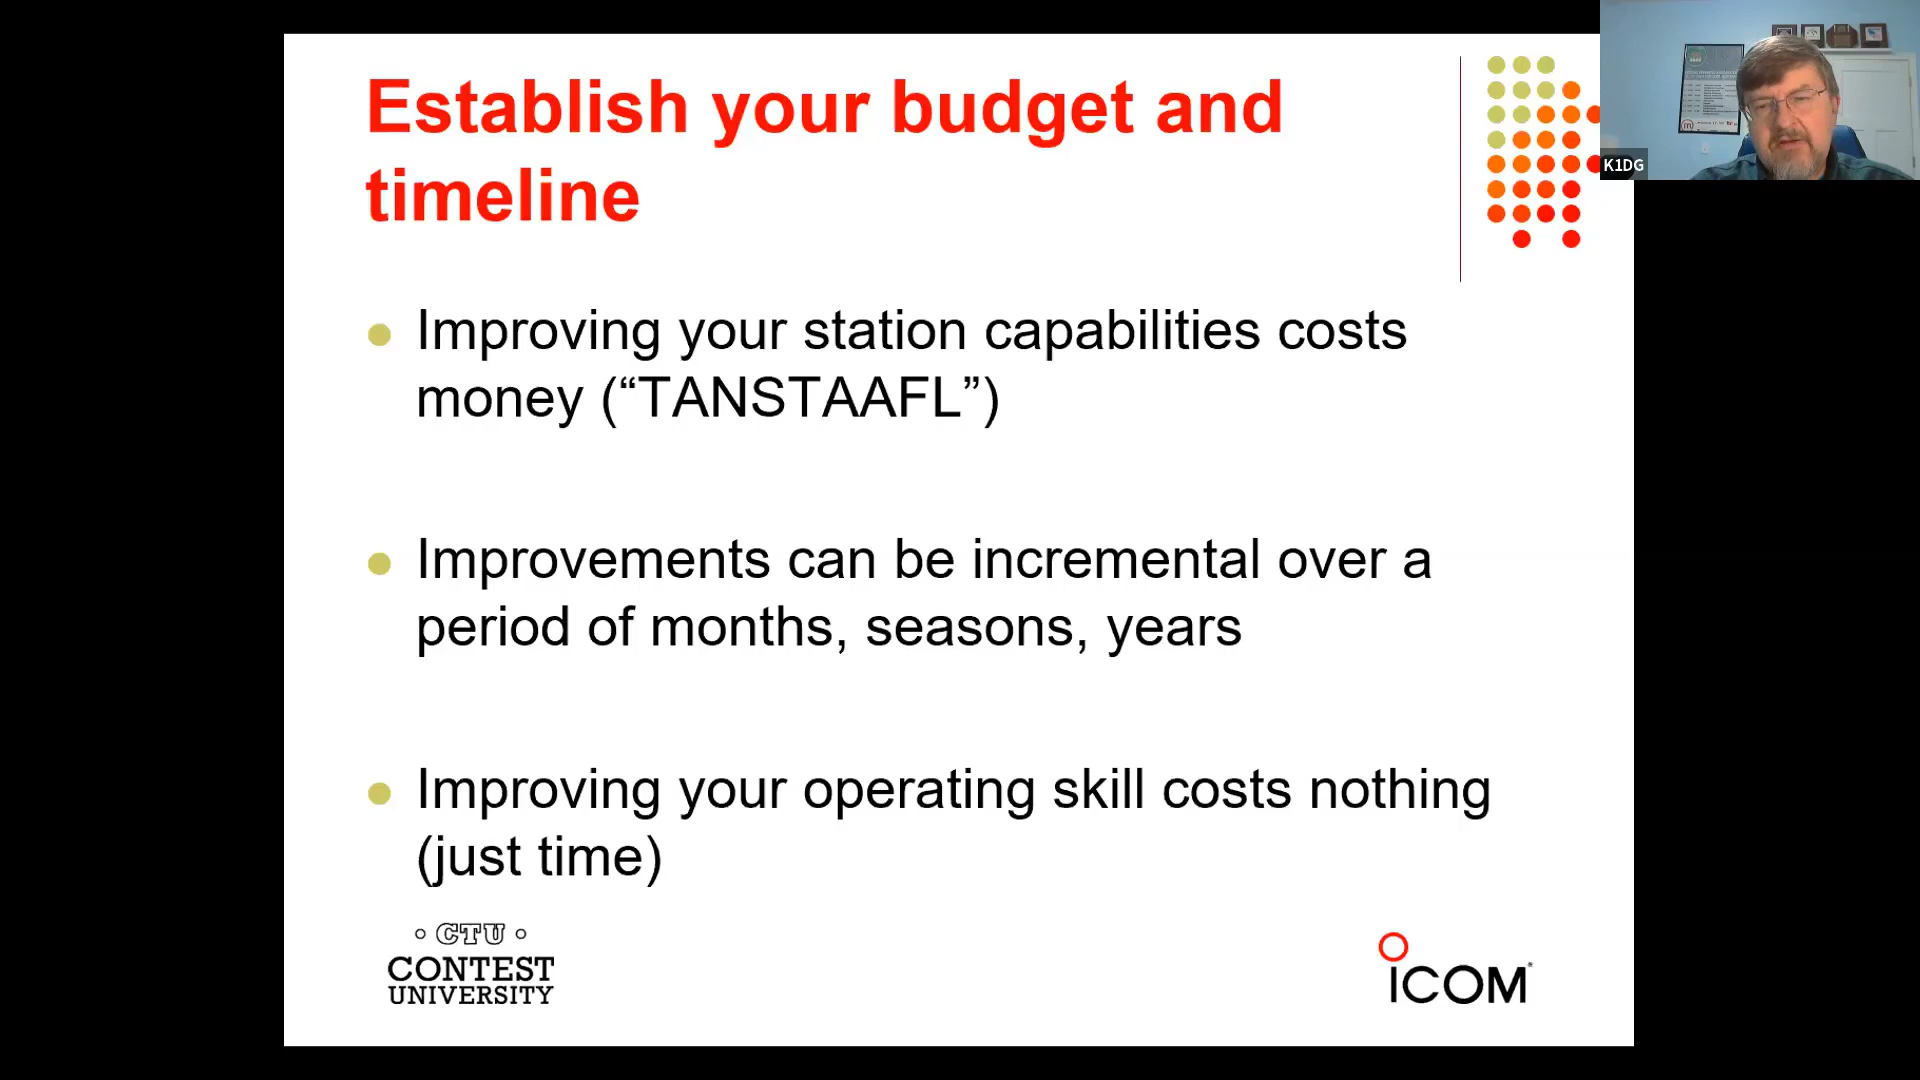 Establish your budget and
timeline
K1DG
Improving your station capabilities costs
money (“TANSTAAFL”)
Improvements can be incremental over a
period of months, seasons, years
Improving your operating skill costs nothing
(just time)
CTU
CONTEST
UNIVERSITY
ICOM